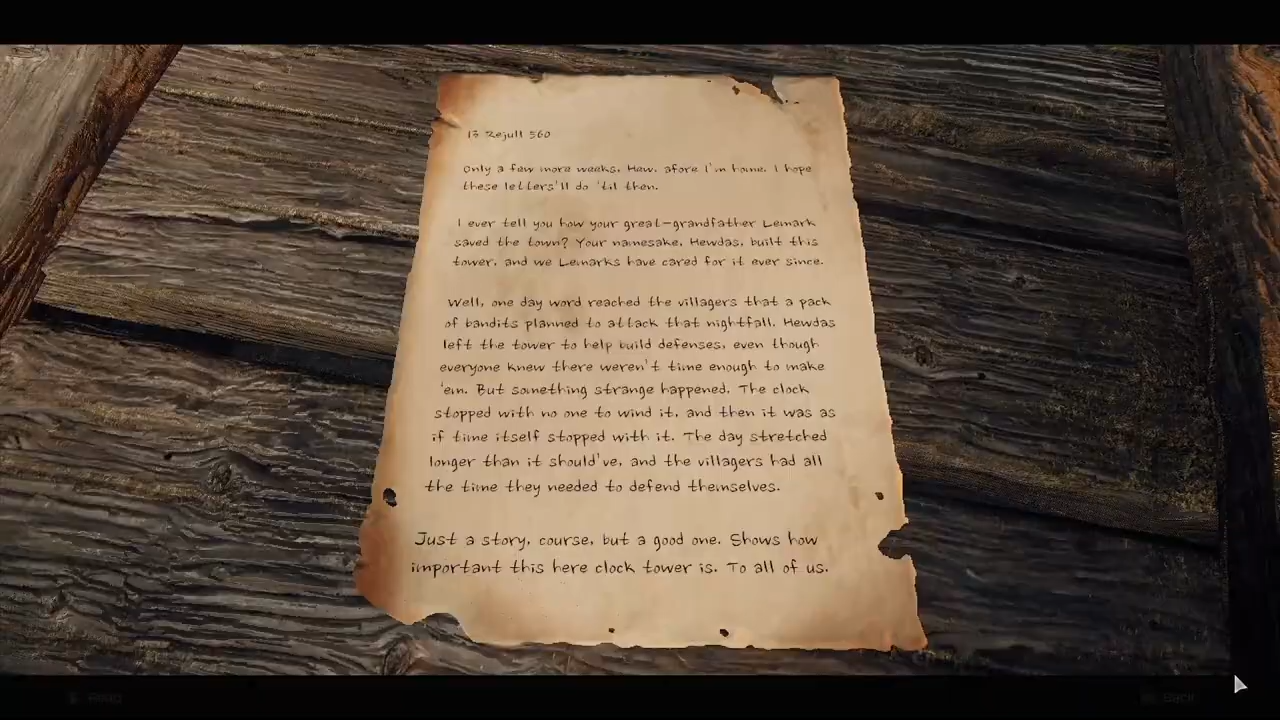 13 Rejull 560
Only a few more weeks, Hew, afore I'm home. I hope
these letters'll do 'til then.
I ever tell you how your great-grandfather Lemark
saved the town? Your namesake, Hewdas, built this
tower, and we Lemarks have cared for it ever since.
Well, one day word reached the villagers that a pack
of bandits planned to attack that nightfall. Hewdas
left the tower to help build defenses, even though
everyone knew there weren't time enough to make
'em. But something strange happened. The clock
stopped with no one to wind it, and then it was as
if time itself stopped with it. The day stretched
longer than it should've, and the villagers had all
the time they needed to defend themselves.
Just a story, course, but a good one. Shows how
important this here clock tower is. To all of us.
Read
Back